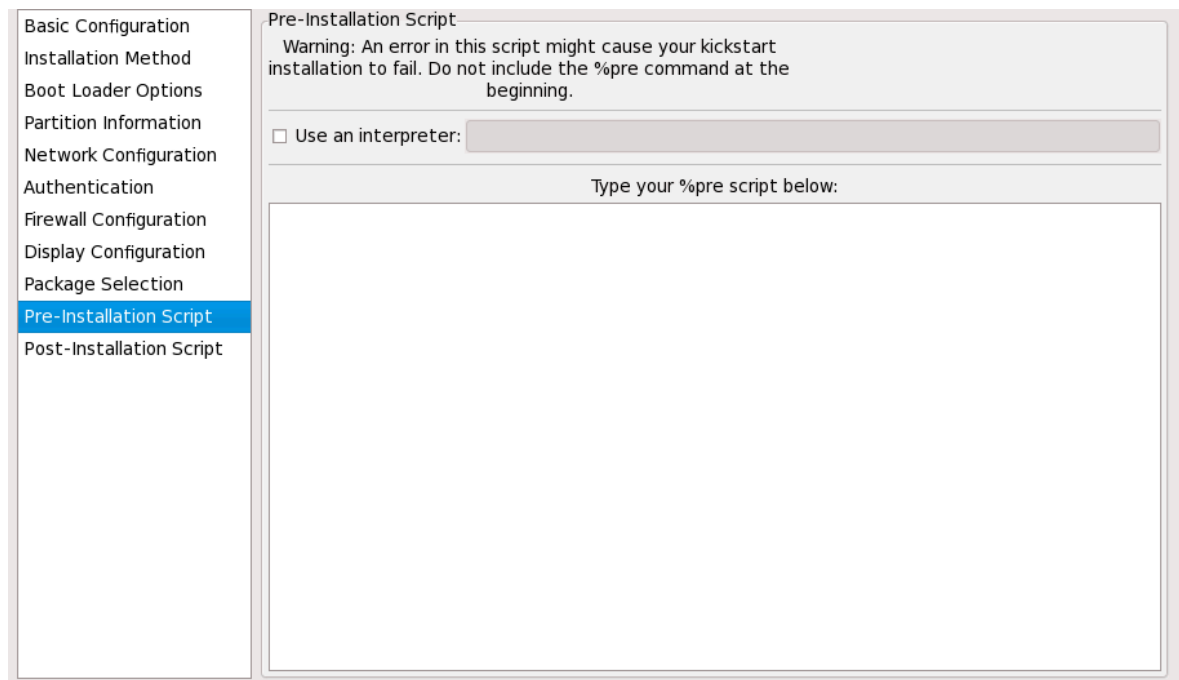 Basic Configuration
Installation Method
Boot Loader Options
Partition Information
Network Configuration
Authentication
Firewall Configuration
Display Configuration
Package Selection
Pre-Installation Script
Post-Installation Script
Pre-Installation Script
Warning: An error in this script might cause your kickstart
installation to fail. Do not include the %pre command at the
beginning.
Use an interpreter:
Type your %pre script below: